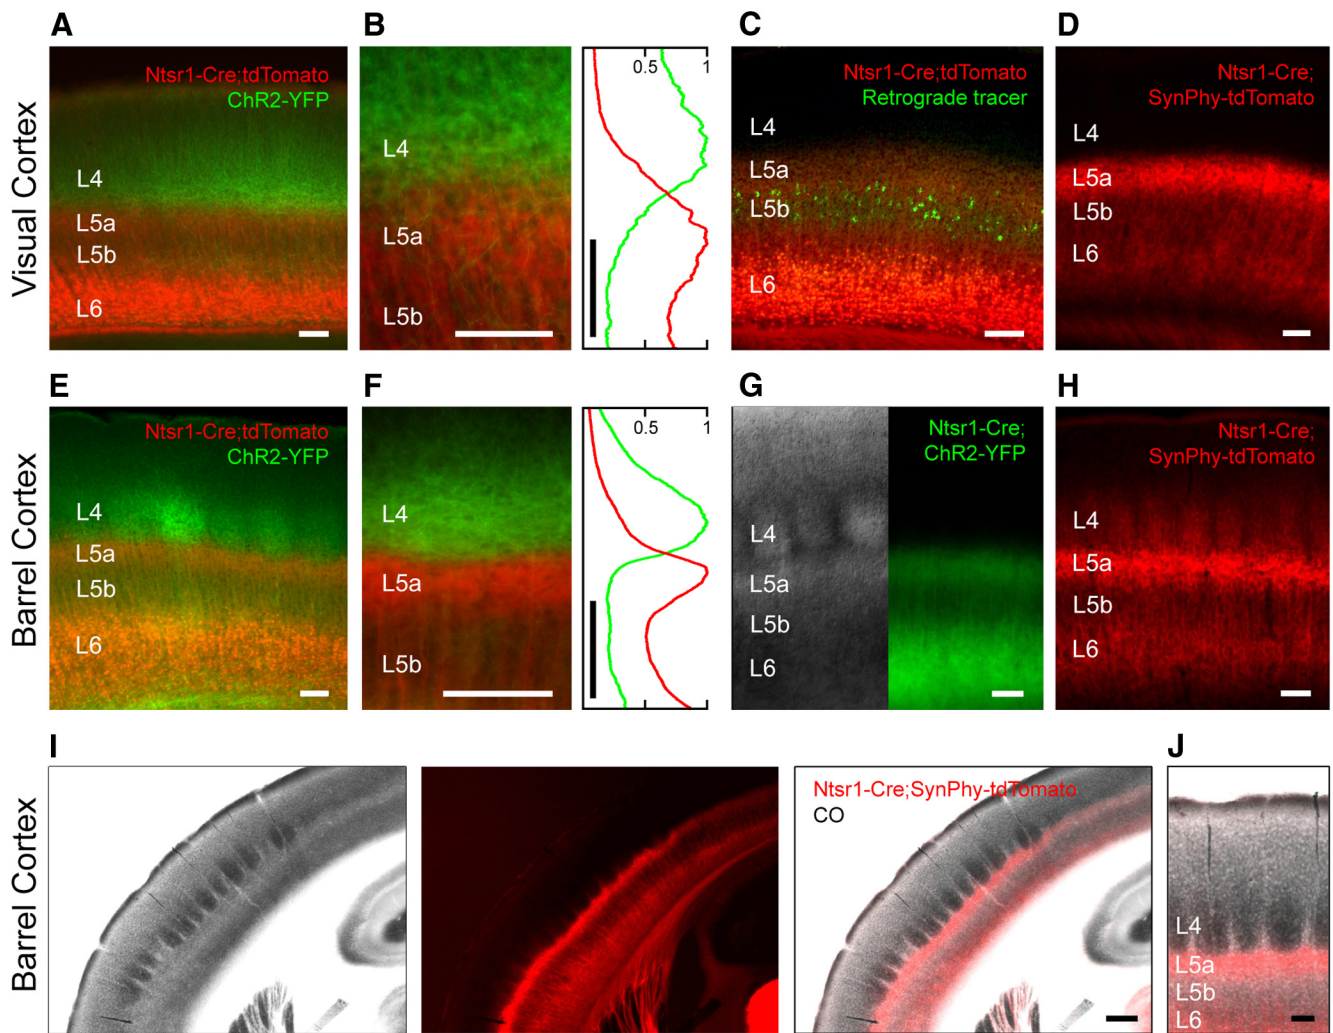 A
B
C
D
Visual Cortex
Ntsr1-Cre;tdTomato
ChR2-YFP
L4
L5a
L5b
L6
L4
L5a
L5b
0.5 1
Ntsr1-Cre;tdTomato
Retrograde tracer
L4
L5a
L5b
L6
Ntsr1-Cre;
SynPhy-tdTomato
L4
L5a
L5b
L6
E
F
G
H
Barrel Cortex
Ntsr1-Cre;tdTomato
ChR2-YFP
L4
L5a
L5b
L6
L4
L5a
L5b
0.5 1
Ntsr1-Cre;
ChR2-YFP
L4
L5a
L5b
L6
Ntsr1-Cre;
SynPhy-tdTomato
L4
L5a
L5b
L6
I
J
Barrel Cortex
Ntsr1-Cre;SynPhy-tdTomato
CO
L4
L5a
L5b
L6